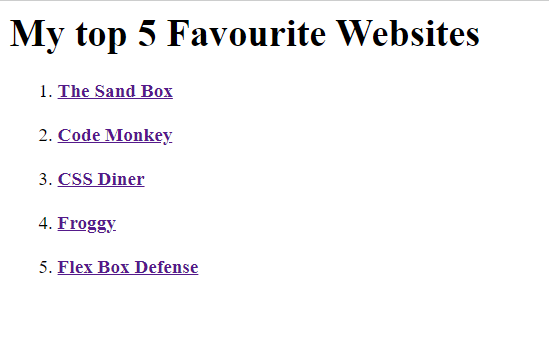 My top 5 Favourite Websites
1. The Sand Box
2. Code Monkey
3. CSS Diner
4. Froggy
5. Flex Box Defense